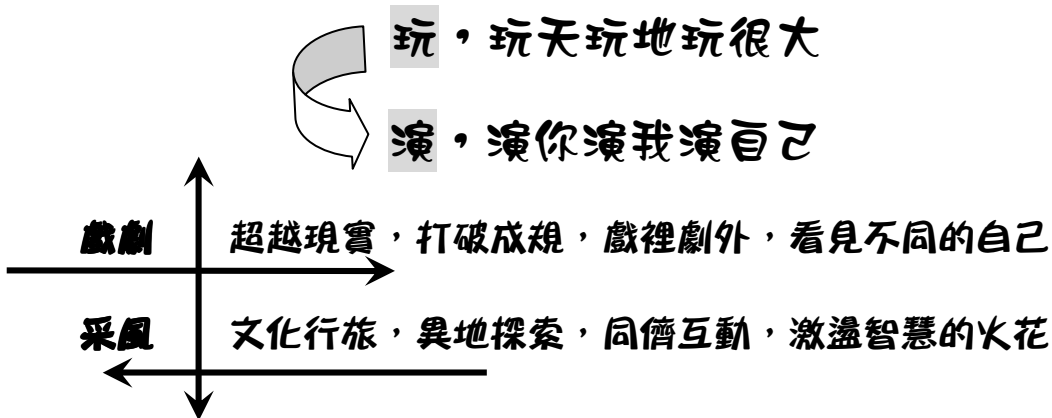 玩，玩天玩地玩很大
演，演你演我演自己
戲劇 超越現實，打破成規，戲裡劇外，看見不同的自己
采風 文化行旅，異地探索，同儕互動，激盪智慧的火花